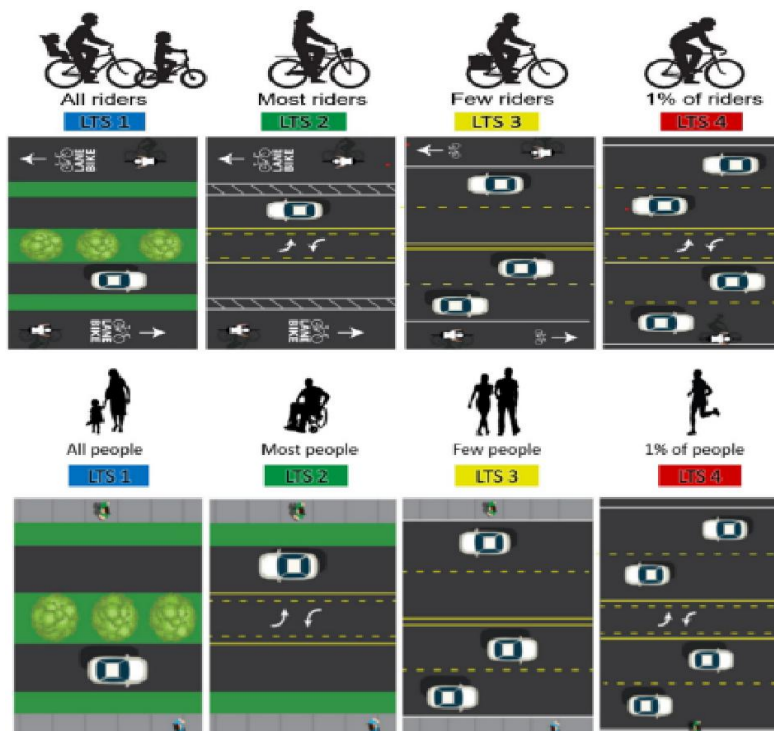 All riders
Most riders
Few riders
1% of riders
LTS 1
LTS 2
LTS 3
LTS 4
LANE
BIKE
LANE
BIKE
LANE
BIKE
LANE
BIKE
All people
Most people
Few people
1% of people
LTS 1
LTS 2
LTS 3
LTS 4